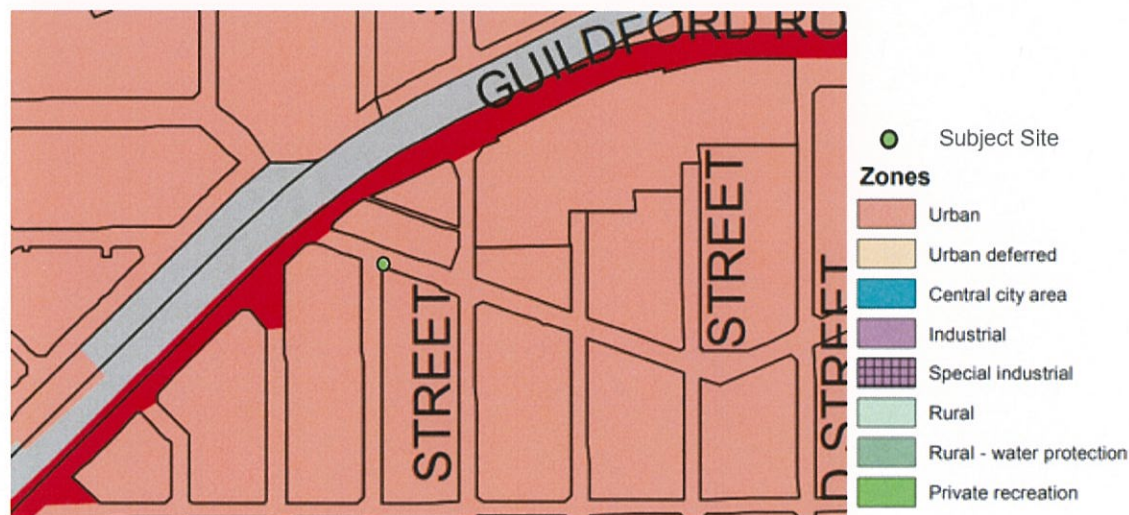 GUILDFORD RO
STREET
STREET
D STREET
Subject Site
Zones
Urban
Urban deferred
Central city area
Industrial
Special industrial
Rural
Rural - water protection
Private recreation